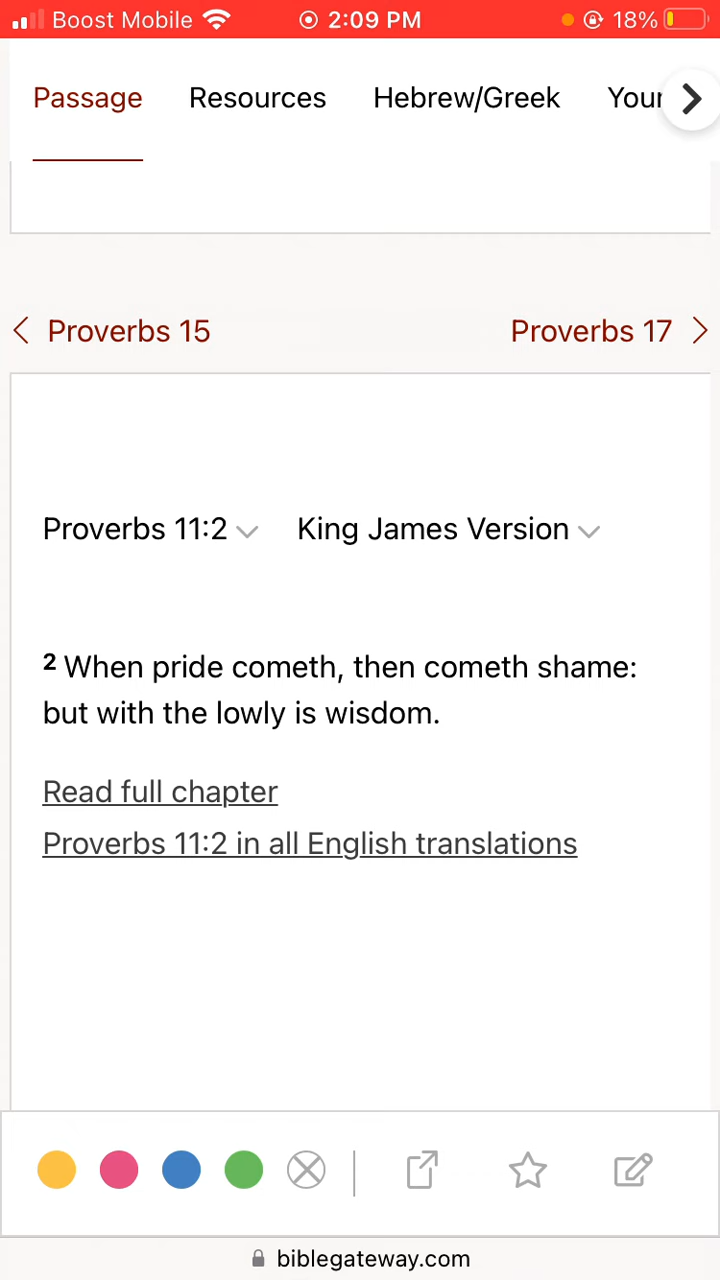 Boost Mobile 2:09 PM 18%
Passage Resources Hebrew/Greek Your
Proverbs 15 Proverbs 17
Proverbs 11:2 King James Version
2 When pride cometh, then cometh shame:
but with the lowly is wisdom.
Read full chapter
Proverbs 11:2 in all English translations
biblegateway.com